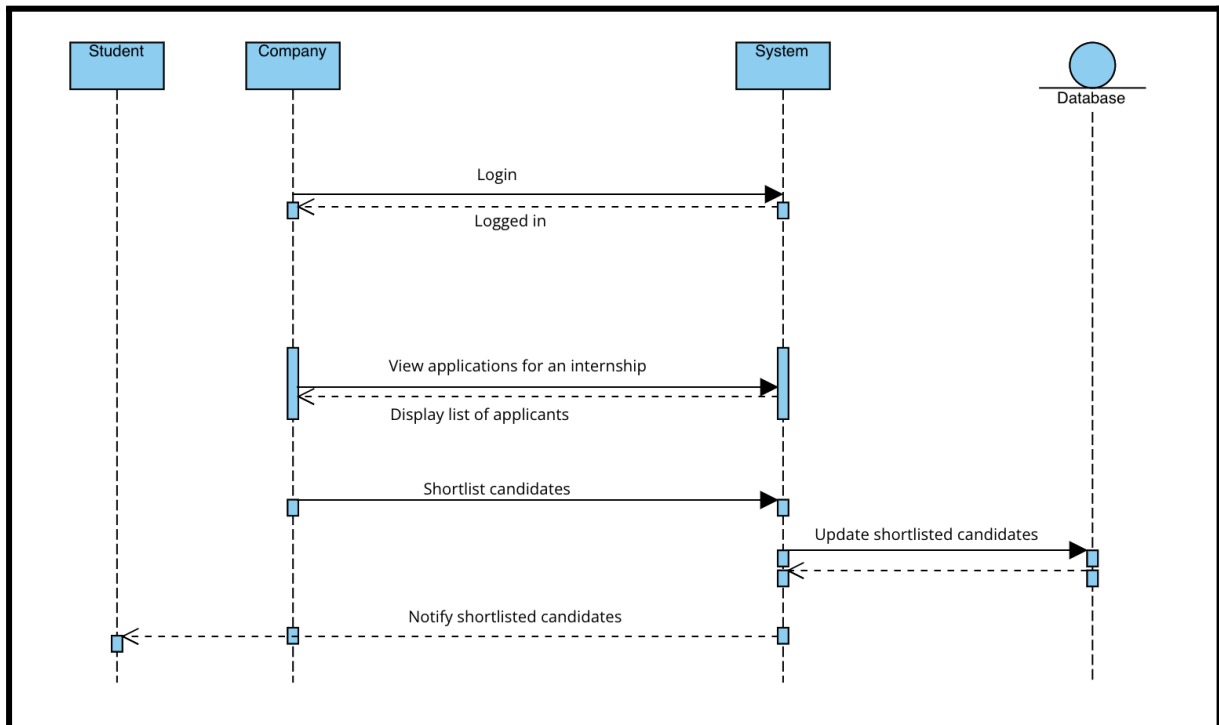 Student
Company
System
Database
Login
Logged in
View applications for an internship
Display list of applicants
Shortlist candidates
Update shortlisted candidates
Notify shortlisted candidates